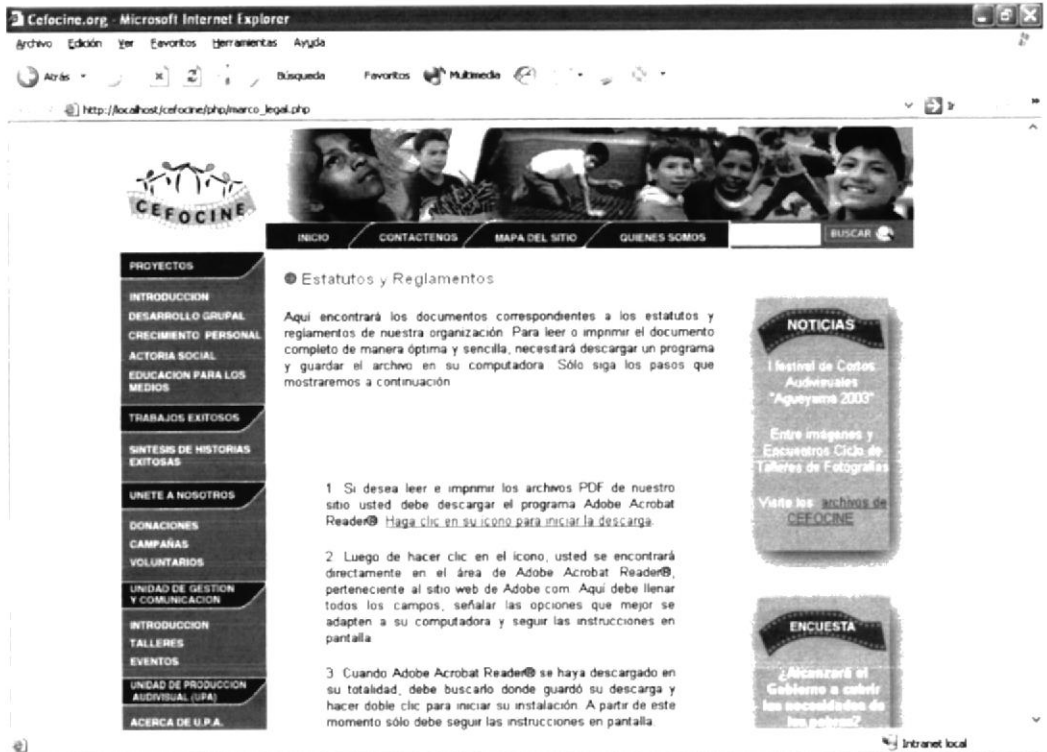 Cefocine.org - Microsoft Internet Explorer
Archivo Edición Ver Favoritos Herramientas Ayuda
Atrás Búsqueda Favoritos Multimedia
http://localhost/cefocine/php/marco_legal.php Ir
CEFOCINE
INICIO CONTACTENOS MAPA DEL SITIO QUIENES SOMOS BUSCAR
PROYECTOS
INTRODUCCION
DESARROLLO GRUPAL
CRECIMIENTO PERSONAL
ACTORIA SOCIAL
EDUCACION PARA LOS
MEDIOS
TRABAJOS EXITOSOS
SINTESIS DE HISTORIAS
EXITOSAS
UNETE A NOSOTROS
DONACIONES
CAMPAÑAS
VOLUNTARIOS
UNIDAD DE GESTION
Y COMUNICACION
INTRODUCCION
TALLERES
EVENTOS
UNIDAD DE PRODUCCION
AUDIVISUAL (UPA)
ACERCA DE U.P.A.
Estatutos y Reglamentos
Aquí encontrará los documentos correspondientes a los estatutos y
reglamentos de nuestra organización. Para leer o imprimir el documento
completo de manera óptima y sencilla, necesitará descargar un programa
y guardar el archivo en su computadora. Sólo siga los pasos que
mostraremos a continuación
1 Si desea leer e imprimir los archivos PDF de nuestro
sitio usted debe descargar el programa Adobe Acrobat
Reader® Haga clic en su icono para iniciar la descarga.
2 Luego de hacer clic en el ícono, usted se encontrará
directamente en el área de Adobe Acrobat Reader®,
perteneciente al sitio web de Adobe.com. Aquí debe llenar
todos los campos, señalar las opciones que mejor se
adapten a su computadora y seguir las instrucciones en
pantalla
3 Cuando Adobe Acrobat Reader® se haya descargado en
su totalidad, debe buscarlo donde guardó su descarga y
hacer doble clic para iniciar su instalación. A partir de este
momento sólo debe seguir las instrucciones en pantalla
NOTICIAS
I festival de Cortos
Audivisuales
"Agueyama 2003"
Entre imágenes y
Encuentros Ciclo de
Talleres de Fotografías
Visite los archivos de
CEFOCINE
ENCUESTA
¿Alcanzará el
Gobierno a cubrir
las necesidades de
los pobres?
Intranet local